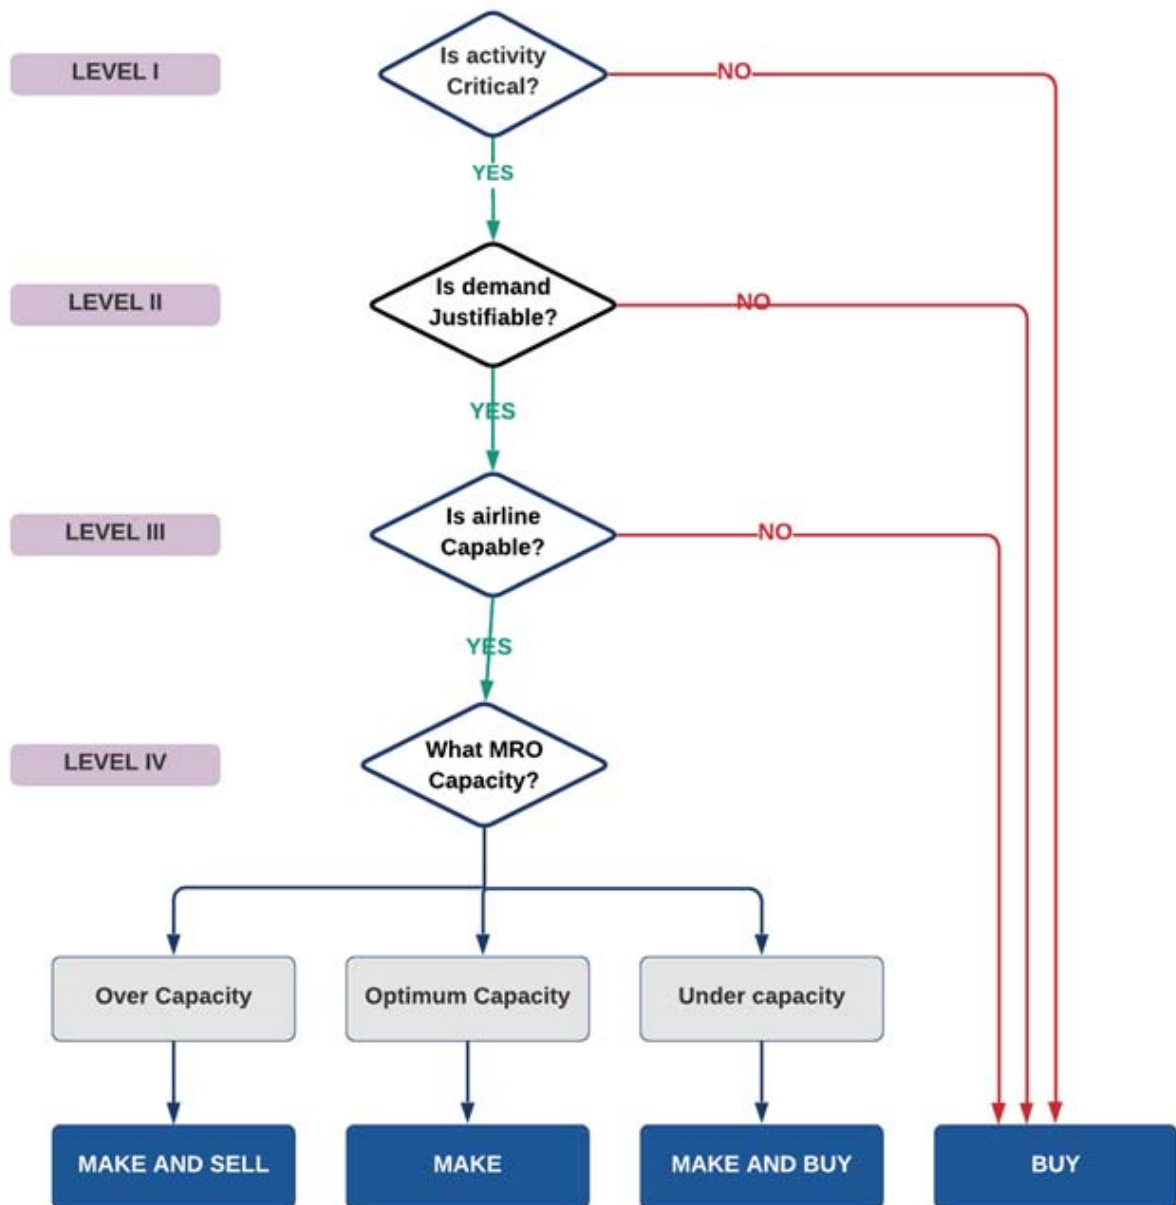 LEVEL I
Is activity
Critical?
NO
YES
LEVEL II
Is demand
Justifiable?
NO
YES
LEVEL III
Is airline
Capable?
NO
YES
LEVEL IV
What MRO
Capacity?
Over Capacity
Optimum Capacity
Under capacity
MAKE AND SELL
MAKE
MAKE AND BUY
BUY